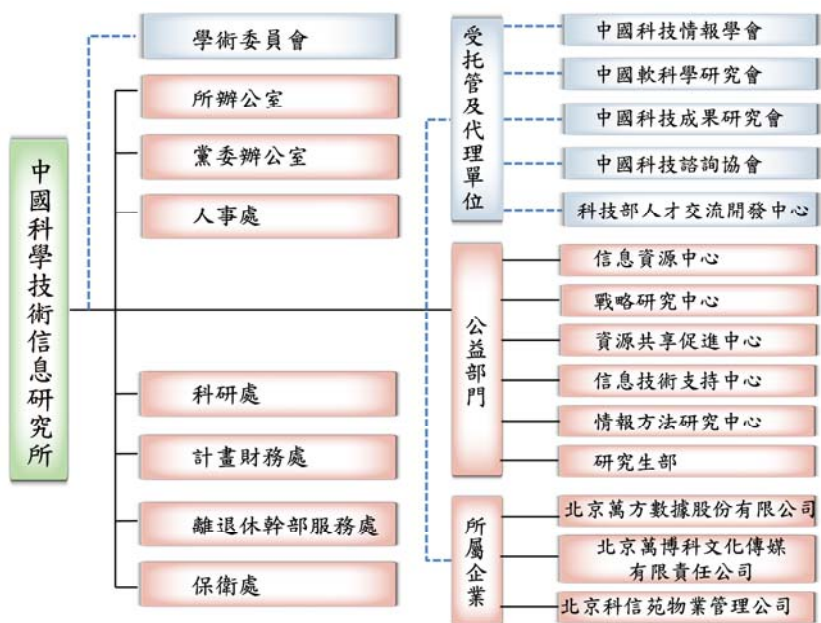 中國科學技術信息研究所
學術委員會
所辦公室
黨委辦公室
人事處
科研處
計畫財務處
離退休幹部服務處
保衛處
受托管及代理單位
中國科技情報學會
中國軟科學研究會
中國科技成果研究會
中國科技諮詢協會
科技部人才交流開發中心
公益部門
信息資源中心
戰略研究中心
資源共享促進中心
信息技術支持中心
情報方法研究中心
研究生部
所屬企業
北京萬方數據股份有限公司
北京萬博科文化傳媒
有限責任公司
北京科信苑物業管理公司